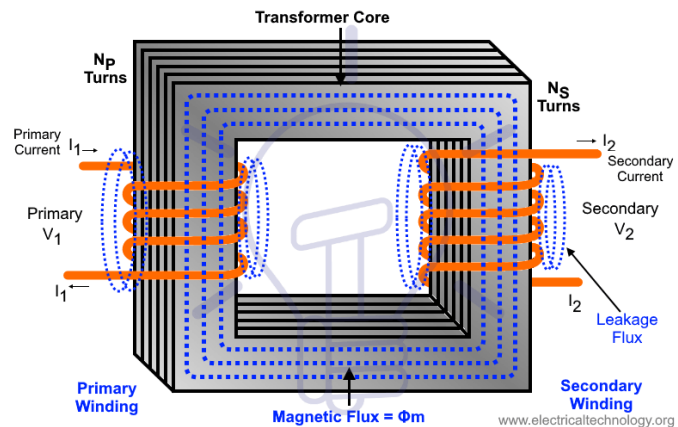 Transformer Core
NP
Turns
NS
Turns
Primary
Current
I1
I2
Secondary
Current
Primary
V1
Secondary
V2
I1
I2
Leakage
Flux
Primary
Winding
Magnetic Flux = Φm
Secondary
Winding
www.electricaltechnology.org